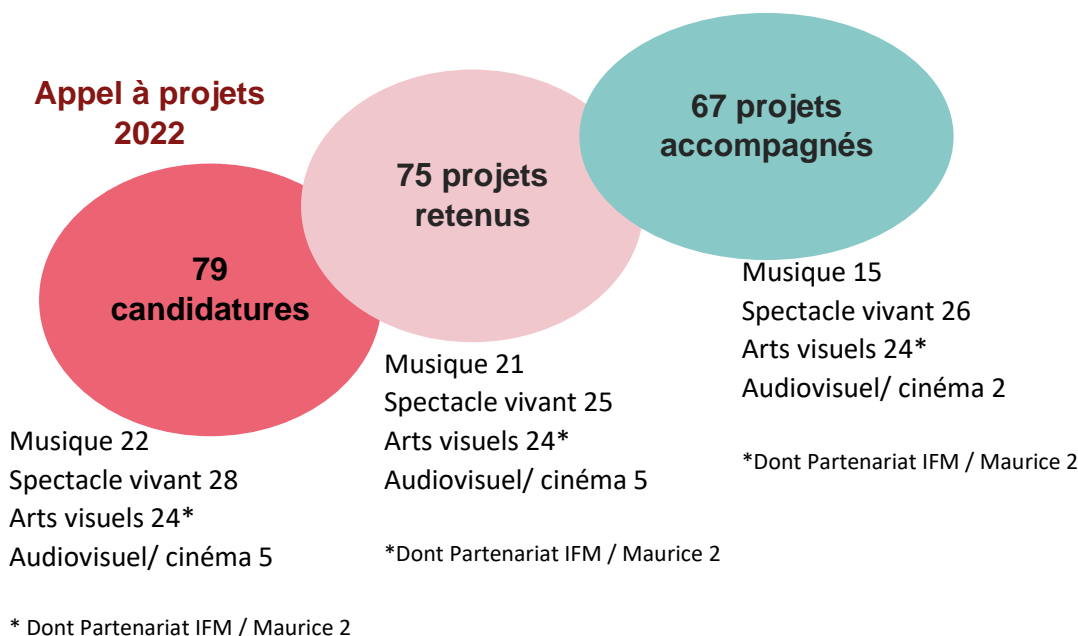 Appel à projets
2022
79
candidatures
Musique 22
Spectacle vivant 28
Arts visuels 24*
Audiovisuel/ cinéma 5
* Dont Partenariat IFM / Maurice 2
75 projets
retenus
Musique 21
Spectacle vivant 25
Arts visuels 24*
Audiovisuel/ cinéma 5
*Dont Partenariat IFM / Maurice 2
67 projets
accompagnés
Musique 15
Spectacle vivant 26
Arts visuels 24*
Audiovisuel/ cinéma 2
*Dont Partenariat IFM / Maurice 2